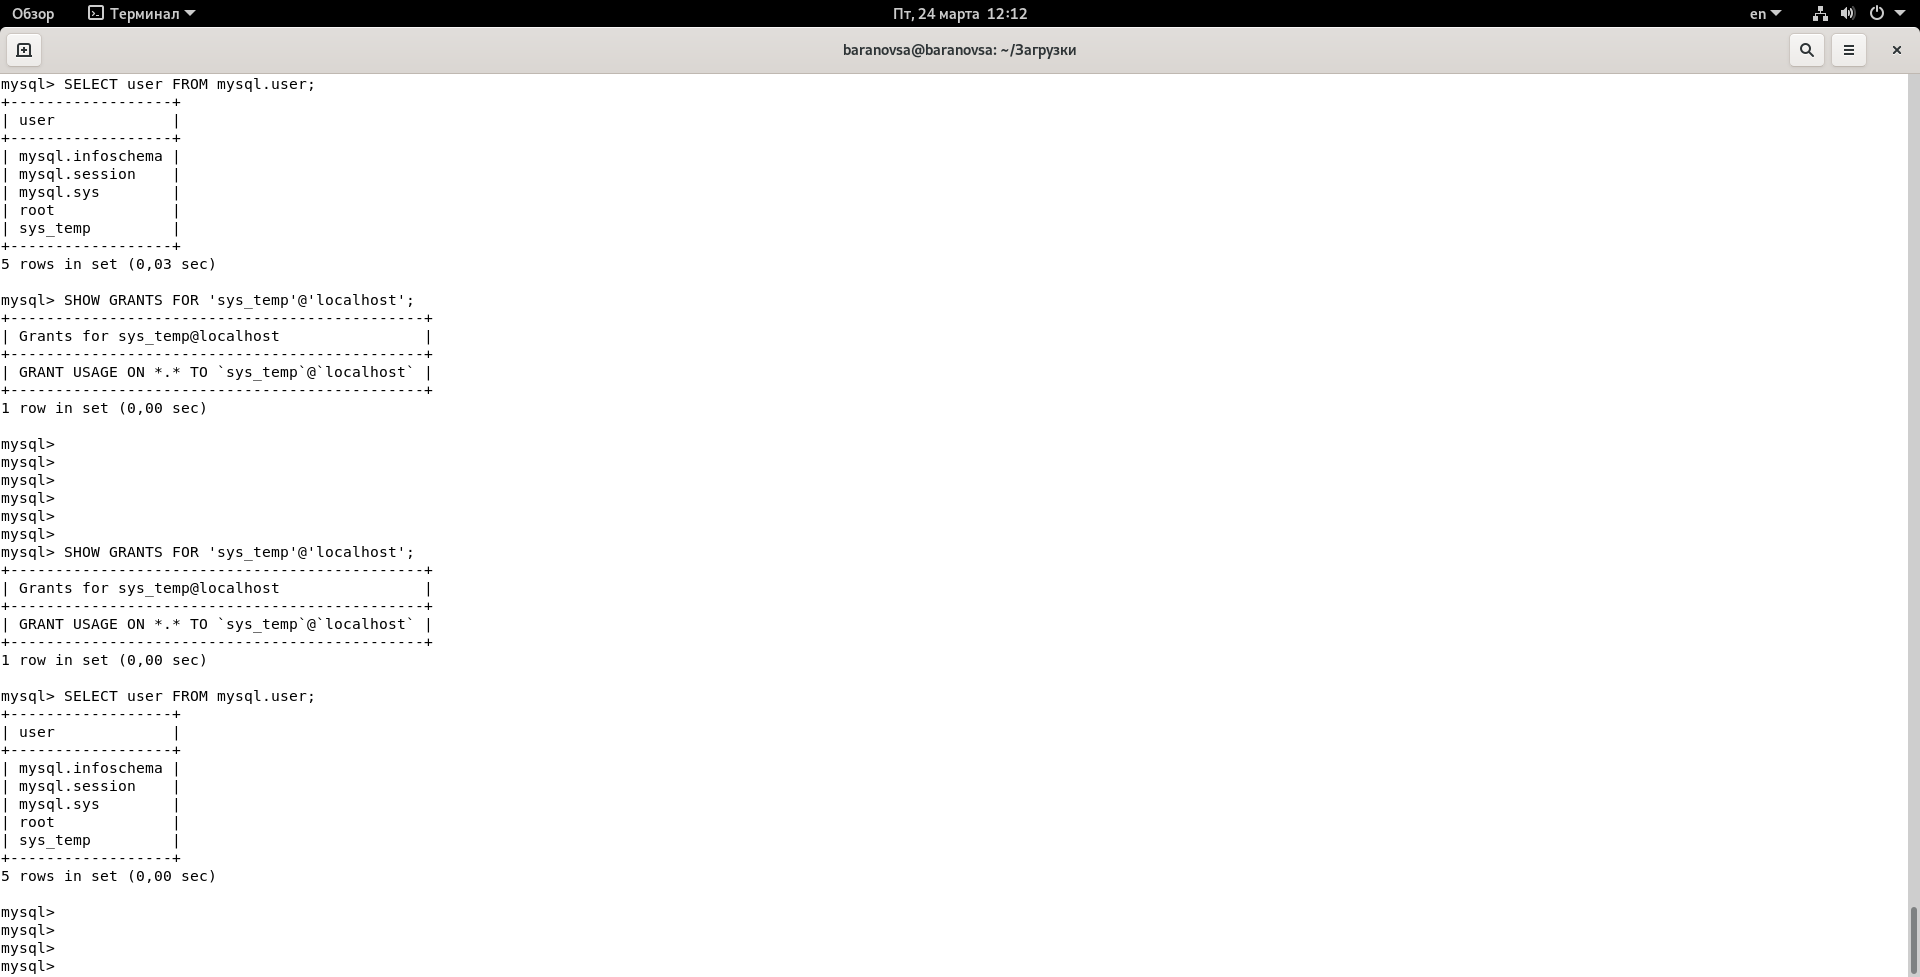 Обзор Терминал Пт, 24 марта 12:12 en
baranovsa@baranovsa: ~/Загрузки
mysql> SELECT user FROM mysql.user;
+------------------+
| user             |
+------------------+
| mysql.infoschema |
| mysql.session    |
| mysql.sys        |
| root             |
| sys_temp         |
+------------------+
5 rows in set (0,03 sec)

mysql> SHOW GRANTS FOR 'sys_temp'@'localhost';
+----------------------------------------------+
| Grants for sys_temp@localhost                |
+----------------------------------------------+
| GRANT USAGE ON *.* TO `sys_temp`@`localhost` |
+----------------------------------------------+
1 row in set (0,00 sec)

mysql>
mysql>
mysql>
mysql>
mysql>
mysql>
mysql> SHOW GRANTS FOR 'sys_temp'@'localhost';
+----------------------------------------------+
| Grants for sys_temp@localhost                |
+----------------------------------------------+
| GRANT USAGE ON *.* TO `sys_temp`@`localhost` |
+----------------------------------------------+
1 row in set (0,00 sec)

mysql> SELECT user FROM mysql.user;
+------------------+
| user             |
+------------------+
| mysql.infoschema |
| mysql.session    |
| mysql.sys        |
| root             |
| sys_temp         |
+------------------+
5 rows in set (0,00 sec)

mysql>
mysql>
mysql>
mysql>